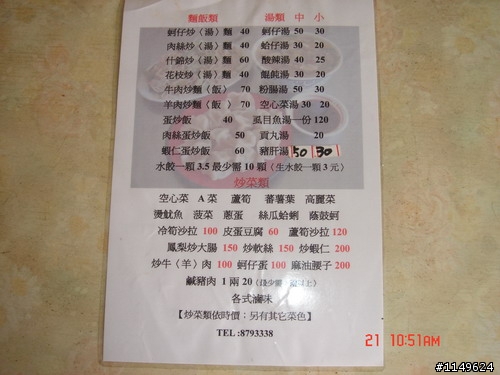 麵飯類 湯類 中 小
蚵仔炒〈湯〉麵 40 蚵仔湯 50 30
肉絲炒〈湯〉麵 40 蛤仔湯 30 20
什錦炒〈湯〉麵 60 酸辣湯 40 25
花枝炒〈湯〉麵 40 餛飩湯 30 20
牛肉炒麵〈飯〉 70 粉腸湯 50 30
羊肉炒麵〈飯 〉 70 空心菜湯 30 20
蛋炒飯 40 虱目魚湯一份 120
肉絲蛋炒飯 50 貢丸湯 20
蝦仁蛋炒飯 60 豬肝湯 50 30
水餃一顆 3.5 最少需 10 顆〈生水餃一顆 3 元〉
炒菜類
空心菜 A 菜 蘆筍 蕃薯葉 高麗菜
燙魷魚 菠菜 蔥蛋 絲瓜蛤蜊 蔭豉蚵
冷筍沙拉 100 皮蛋豆腐 60 蘆筍沙拉 120
鳳梨炒大腸 150 炒軟絲 150 炒蝦仁 200
炒牛〈羊〉肉 100 蚵仔蛋 100 麻油腰子 200
鹹豬肉 1 兩 20
各式滷味
【炒菜類依時價；另有其它菜色】
TEL :8793338
21 10:51AM
#1149624